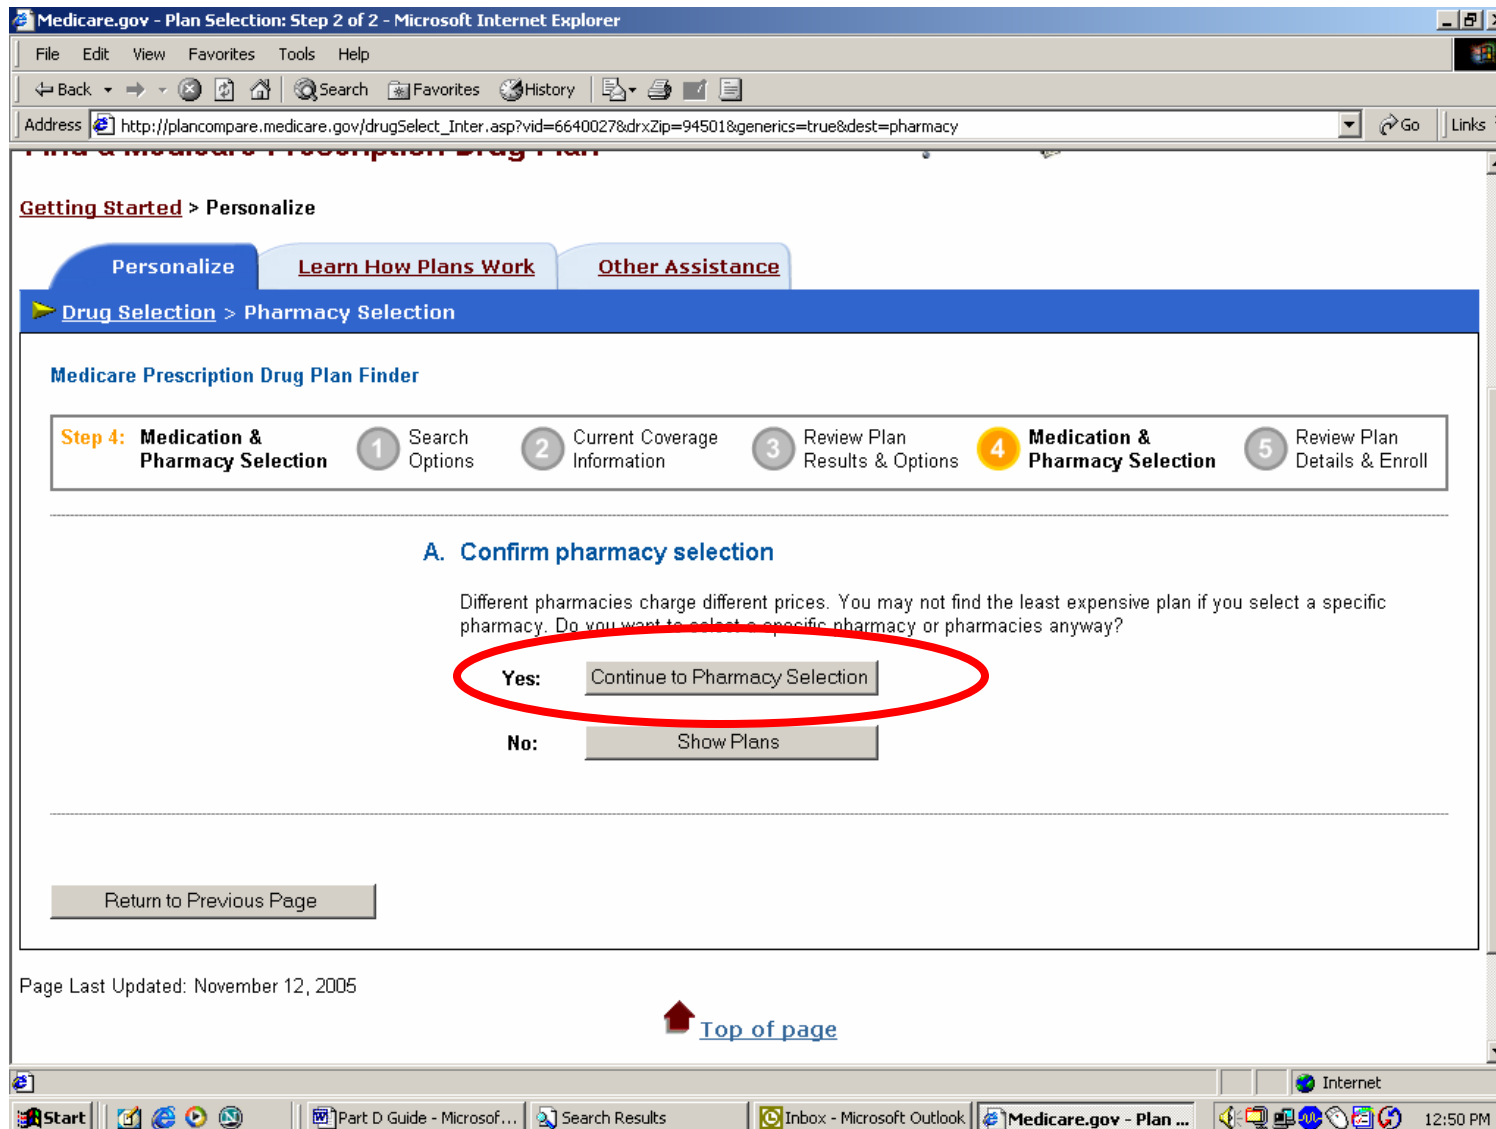 Medicare.gov - Plan Selection: Step 2 of 2 - Microsoft Internet Explorer
File Edit View Favorites Tools Help
Back Search Favorites History
Address http://plancompare.medicare.gov/drugSelect_Inter.asp?vid=6640027&drxZip=94501&generics=true&dest=pharmacy Go Links
Find a Medicare Prescription Drug Plan
Getting Started > Personalize
Personalize Learn How Plans Work Other Assistance
Drug Selection > Pharmacy Selection
Medicare Prescription Drug Plan Finder
Step 4: Medication & Pharmacy Selection
1 Search Options
2 Current Coverage Information
3 Review Plan Results & Options
4 Medication & Pharmacy Selection
5 Review Plan Details & Enroll
A. Confirm pharmacy selection
Different pharmacies charge different prices. You may not find the least expensive plan if you select a specific
pharmacy. Do you want to select a specific pharmacy or pharmacies anyway?
Yes: Continue to Pharmacy Selection
No: Show Plans
Return to Previous Page
Page Last Updated: November 12, 2005
Top of page
Internet
Start Part D Guide - Microsof... Search Results Inbox - Microsoft Outlook Medicare.gov - Plan ... 12:50 PM